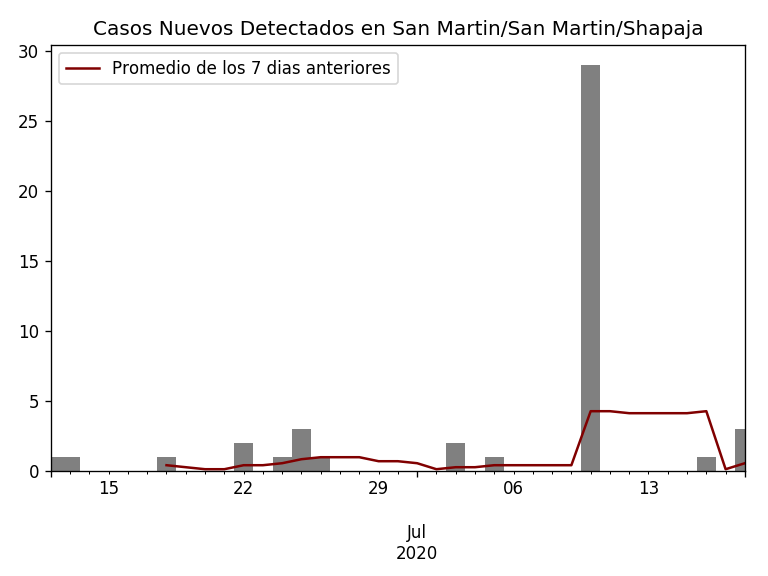 Casos Nuevos Detectados en San Martin/San Martin/Shapaja
Promedio de los 7 dias anteriores
30
25
20
15
10
5
0
15 22 29 06 13
Jul
2020